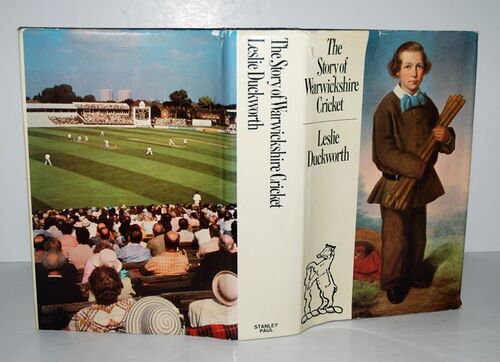 The Story of Warwickshire Cricket
Leslie Duckworth
STANLEY
PAUL
The
Story of
Warwickshire
Cricket
Leslie
Duckworth